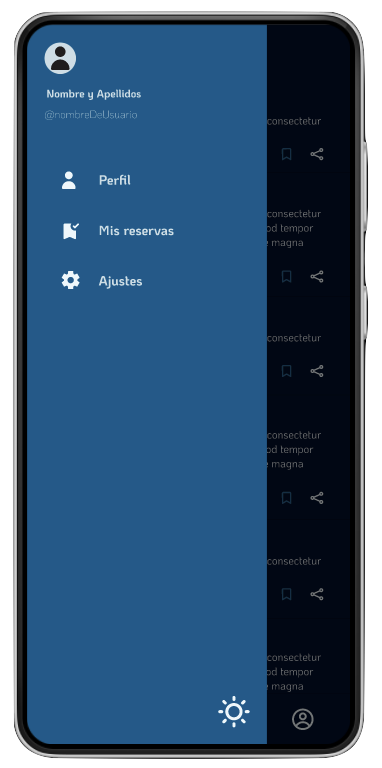 Nombre y Apellidos
@nombreDeUsuario
Perfil
Mis reservas
Ajustes
consectetur
consectetur
od tempor
magna
consectetur
consectetur
od tempor
magna
consectetur
consectetur
od tempor
magna